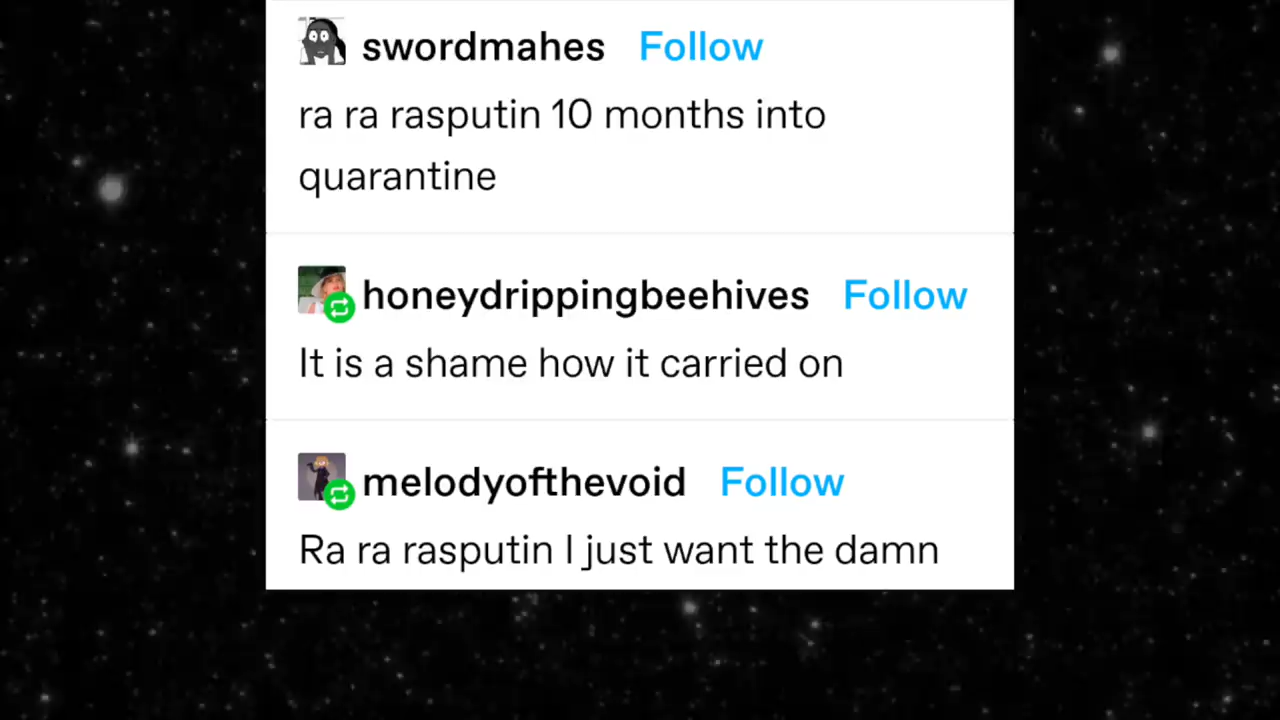 swordmahes Follow
ra ra rasputin 10 months into
quarantine
honeydrippingbeehives Follow
It is a shame how it carried on
melodyofthevoid Follow
Ra ra rasputin I just want the damn